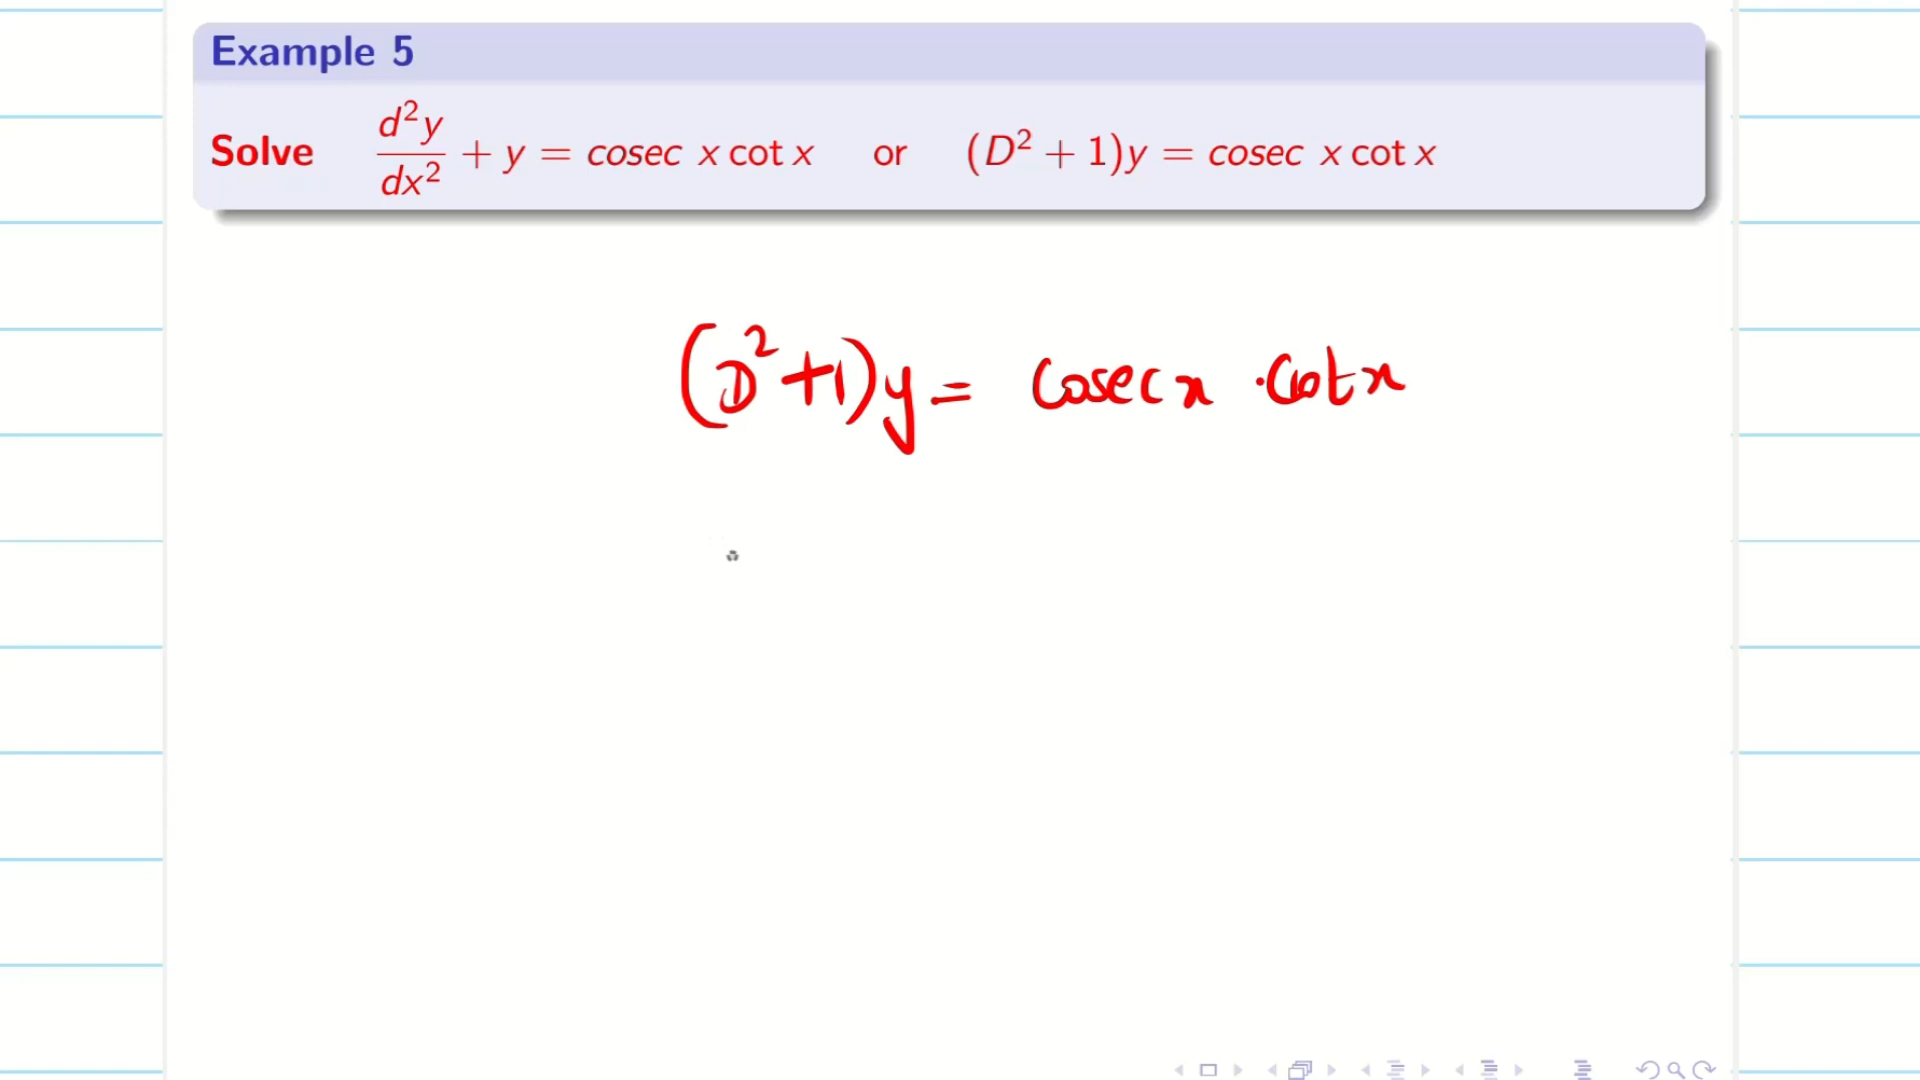 Example 5
Solve d²y/dx² + y = cosec x cot x or (D² + 1)y = cosec x cot x
(D²+1)y = cosec x · cot x